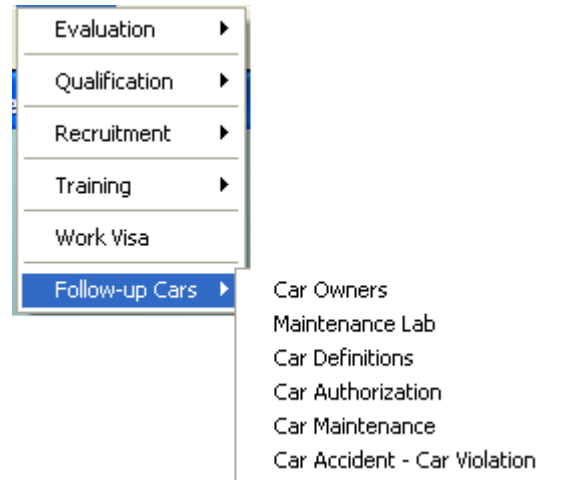 Evaluation
Qualification
Recruitment
Training
Work Visa
Follow-up Cars
Car Owners
Maintenance Lab
Car Definitions
Car Authorization
Car Maintenance
Car Accident - Car Violation